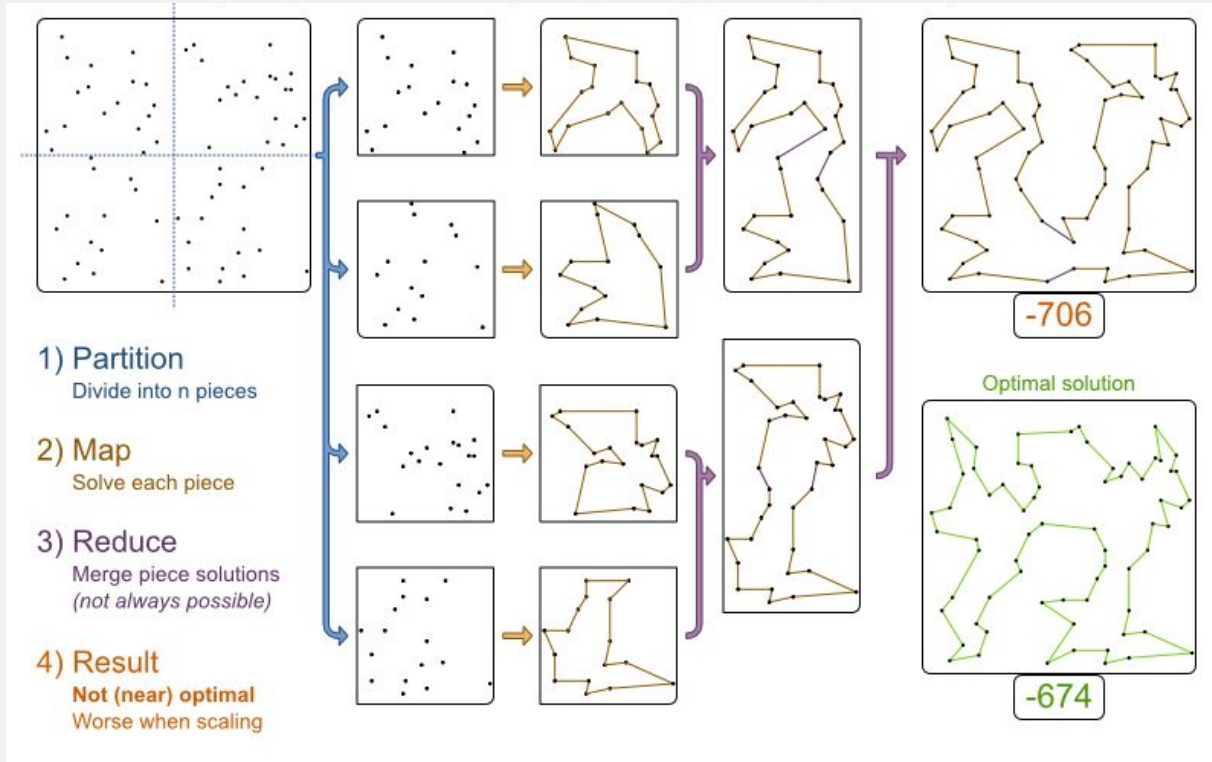 1) Partition
Divide into n pieces
2) Map
Solve each piece
3) Reduce
Merge piece solutions
(not always possible)
4) Result
Not (near) optimal
Worse when scaling
-706
Optimal solution
-674